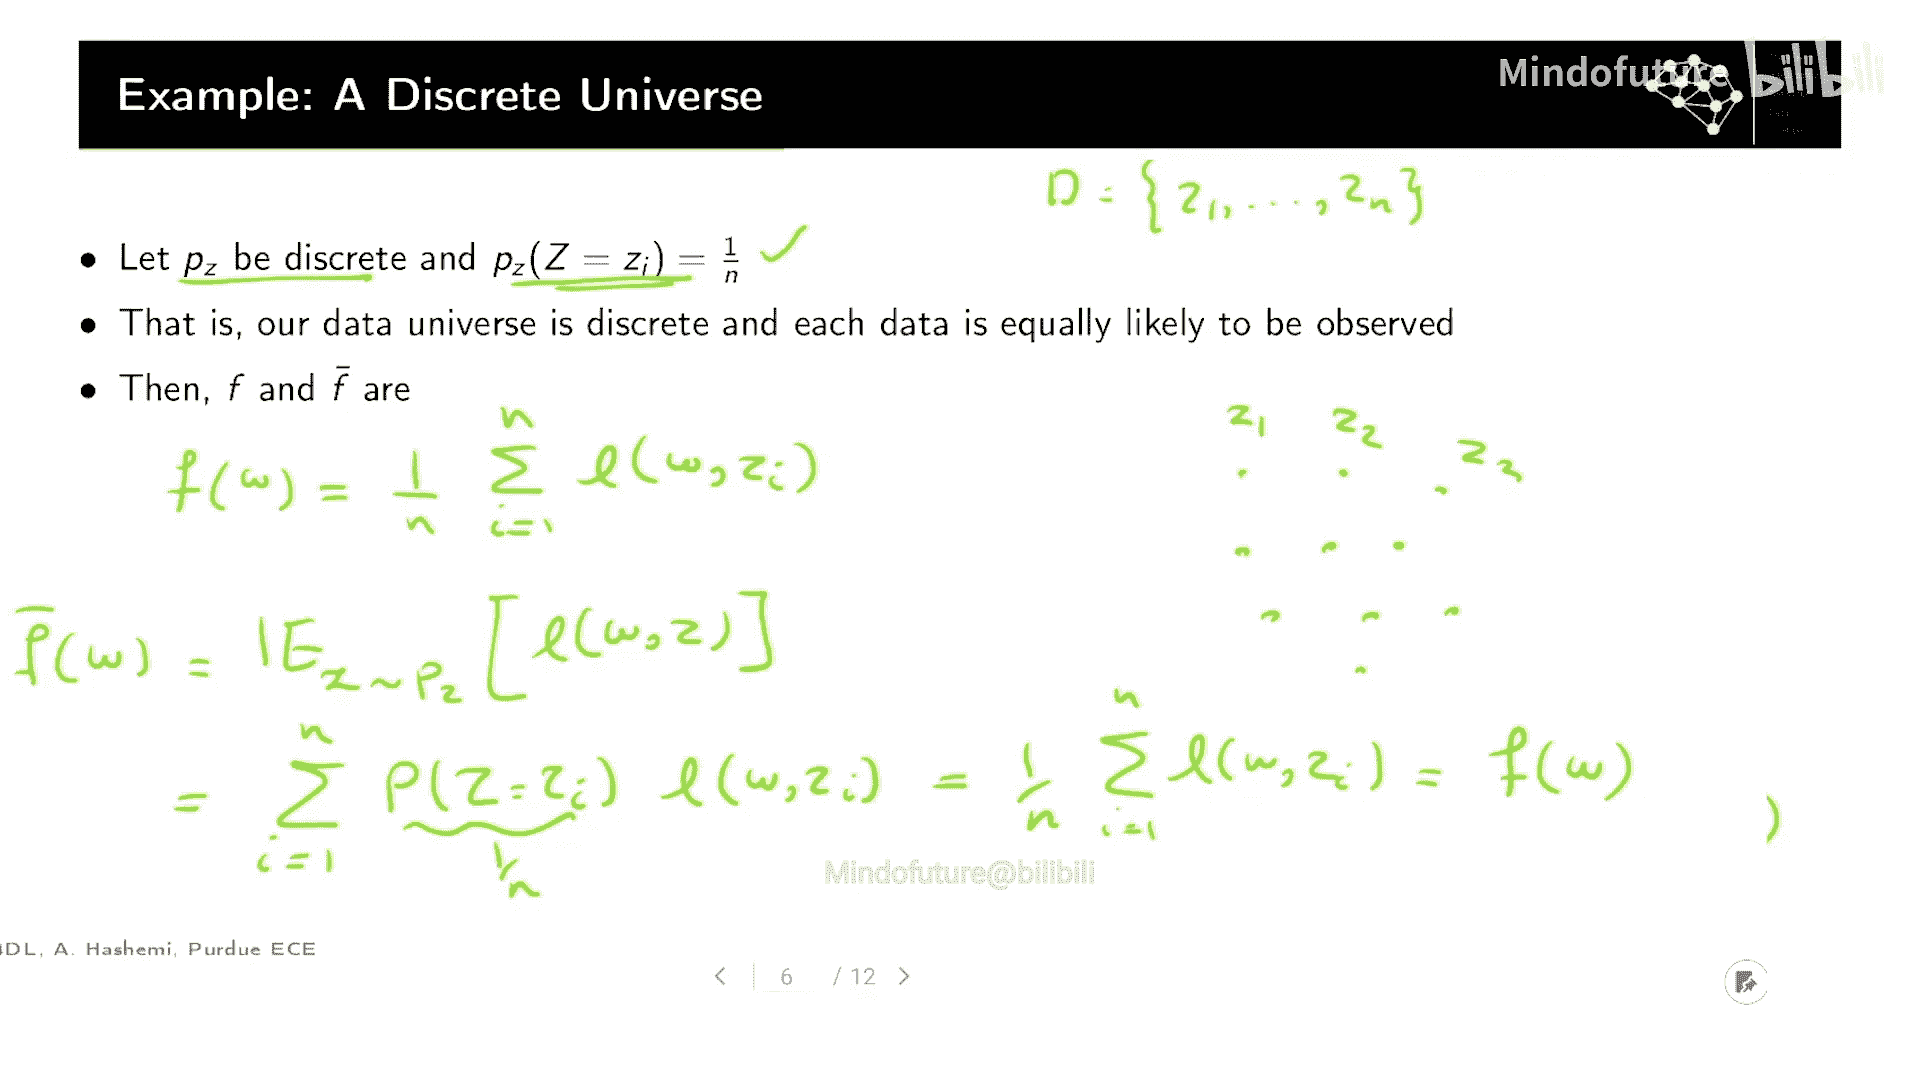 Example: A Discrete Universe
Mindofuture bilibili
D = {z₁, ..., zₙ}
• Let p_z be discrete and p_z(Z = z_i) = 1/n ✓
• That is, our data universe is discrete and each data is equally likely to be observed
• Then, f and f̄ are
f(ω) = 1/n ∑_{i=1}^{n} ℓ(ω, z_i)
z₁ z₂ z₃
f̄(ω) = 𝔼_{z~P_z} [ℓ(ω, z)]
= ∑_{i=1}^{n} P(Z = z_i) ℓ(ω, z_i) = 1/n ∑_{i=1}^{n} ℓ(ω, z_i) = f(ω) )
1/n
Mindofuture@bilibili
DL, A. Hashemi, Purdue ECE
< 6 / 12 >